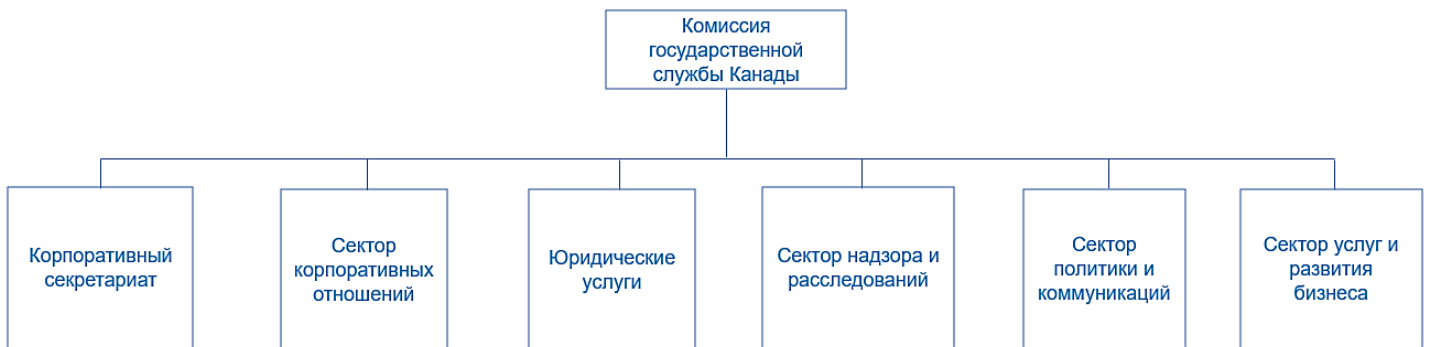 Комиссия
государственной
службы Канады
Корпоративный
секретариат
Сектор
корпоративных
отношений
Юридические
услуги
Сектор надзора и
расследований
Сектор
политики и
коммуникаций
Сектор услуг и
развития
бизнеса